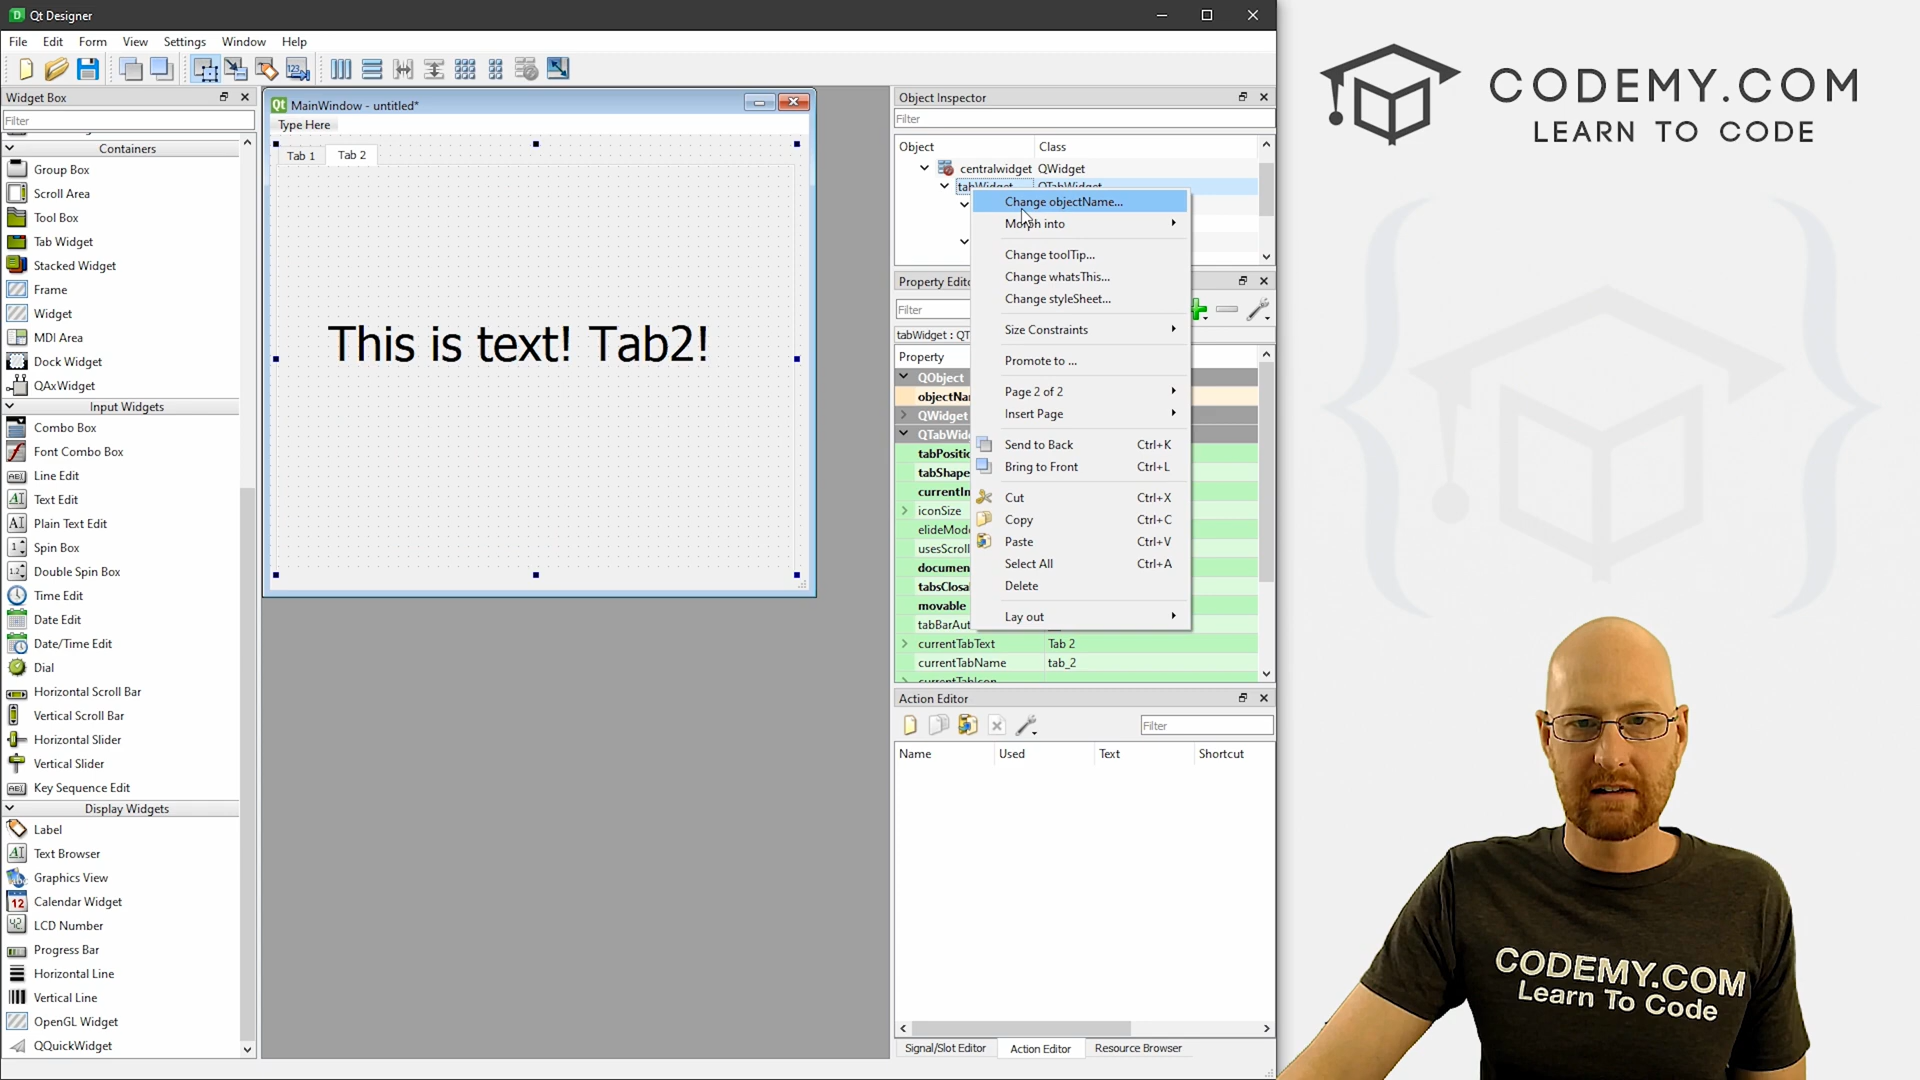 Qt Designer
File Edit Form View Settings Window Help
Widget Box
Filter
Containers
Group Box
Scroll Area
Tool Box
Tab Widget
Stacked Widget
Frame
Widget
MDI Area
Dock Widget
QAxWidget
Input Widgets
Combo Box
Font Combo Box
Line Edit
Text Edit
Plain Text Edit
Spin Box
Double Spin Box
Time Edit
Date Edit
Date/Time Edit
Dial
Horizontal Scroll Bar
Vertical Scroll Bar
Horizontal Slider
Vertical Slider
Key Sequence Edit
Display Widgets
Label
Text Browser
Graphics View
Calendar Widget
LCD Number
Progress Bar
Horizontal Line
Vertical Line
OpenGL Widget
QQuickWidget
MainWindow - untitled*
Type Here
Tab 1 Tab 2
This is text! Tab2!
Object Inspector
Filter
Object Class
centralwidget QWidget
tabWidget QTabWidget
Change objectName...
Morph into
Change toolTip...
Change whatsThis...
Change styleSheet...
Size Constraints
Promote to ...
Page 2 of 2
Insert Page
Send to Back Ctrl+K
Bring to Front Ctrl+L
Cut Ctrl+X
Copy Ctrl+C
Paste Ctrl+V
Select All Ctrl+A
Delete
Lay out
Property Edito
Filter
tabWidget : QT
Property
QObject
objectNa
QWidget
QTabWid
tabPositio
tabShape
currentIn
iconSize
elideMode
usesScroll
documen
tabsClosal
movable
tabBarAut
currentTabText Tab 2
currentTabName tab_2
currentTabIcon
Action Editor
Filter
Name Used Text Shortcut
Signal/Slot Editor Action Editor Resource Browser
CODEMY.COM
LEARN TO CODE
CODEMY.COM
Learn To Code